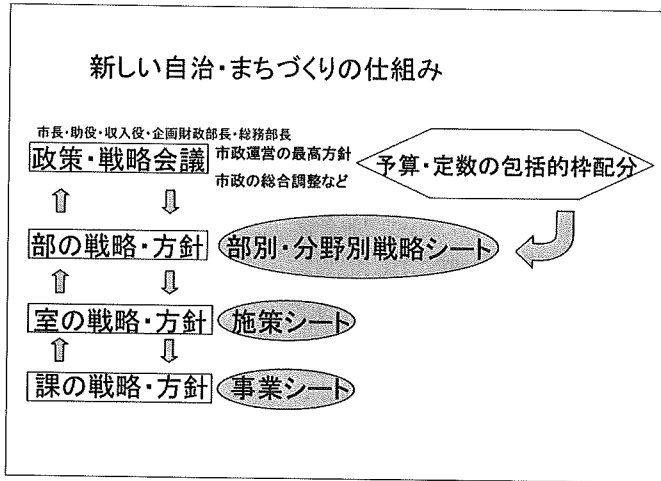 新しい自治・まちづくりの仕組み
市長・助役・収入役・企画財政部長・総務部長
政策・戦略会議
市政運営の最高方針
市政の総合調整など
予算・定数の包括的枠配分
部の戦略・方針
部別・分野別戦略シート
室の戦略・方針
施策シート
課の戦略・方針
事業シート